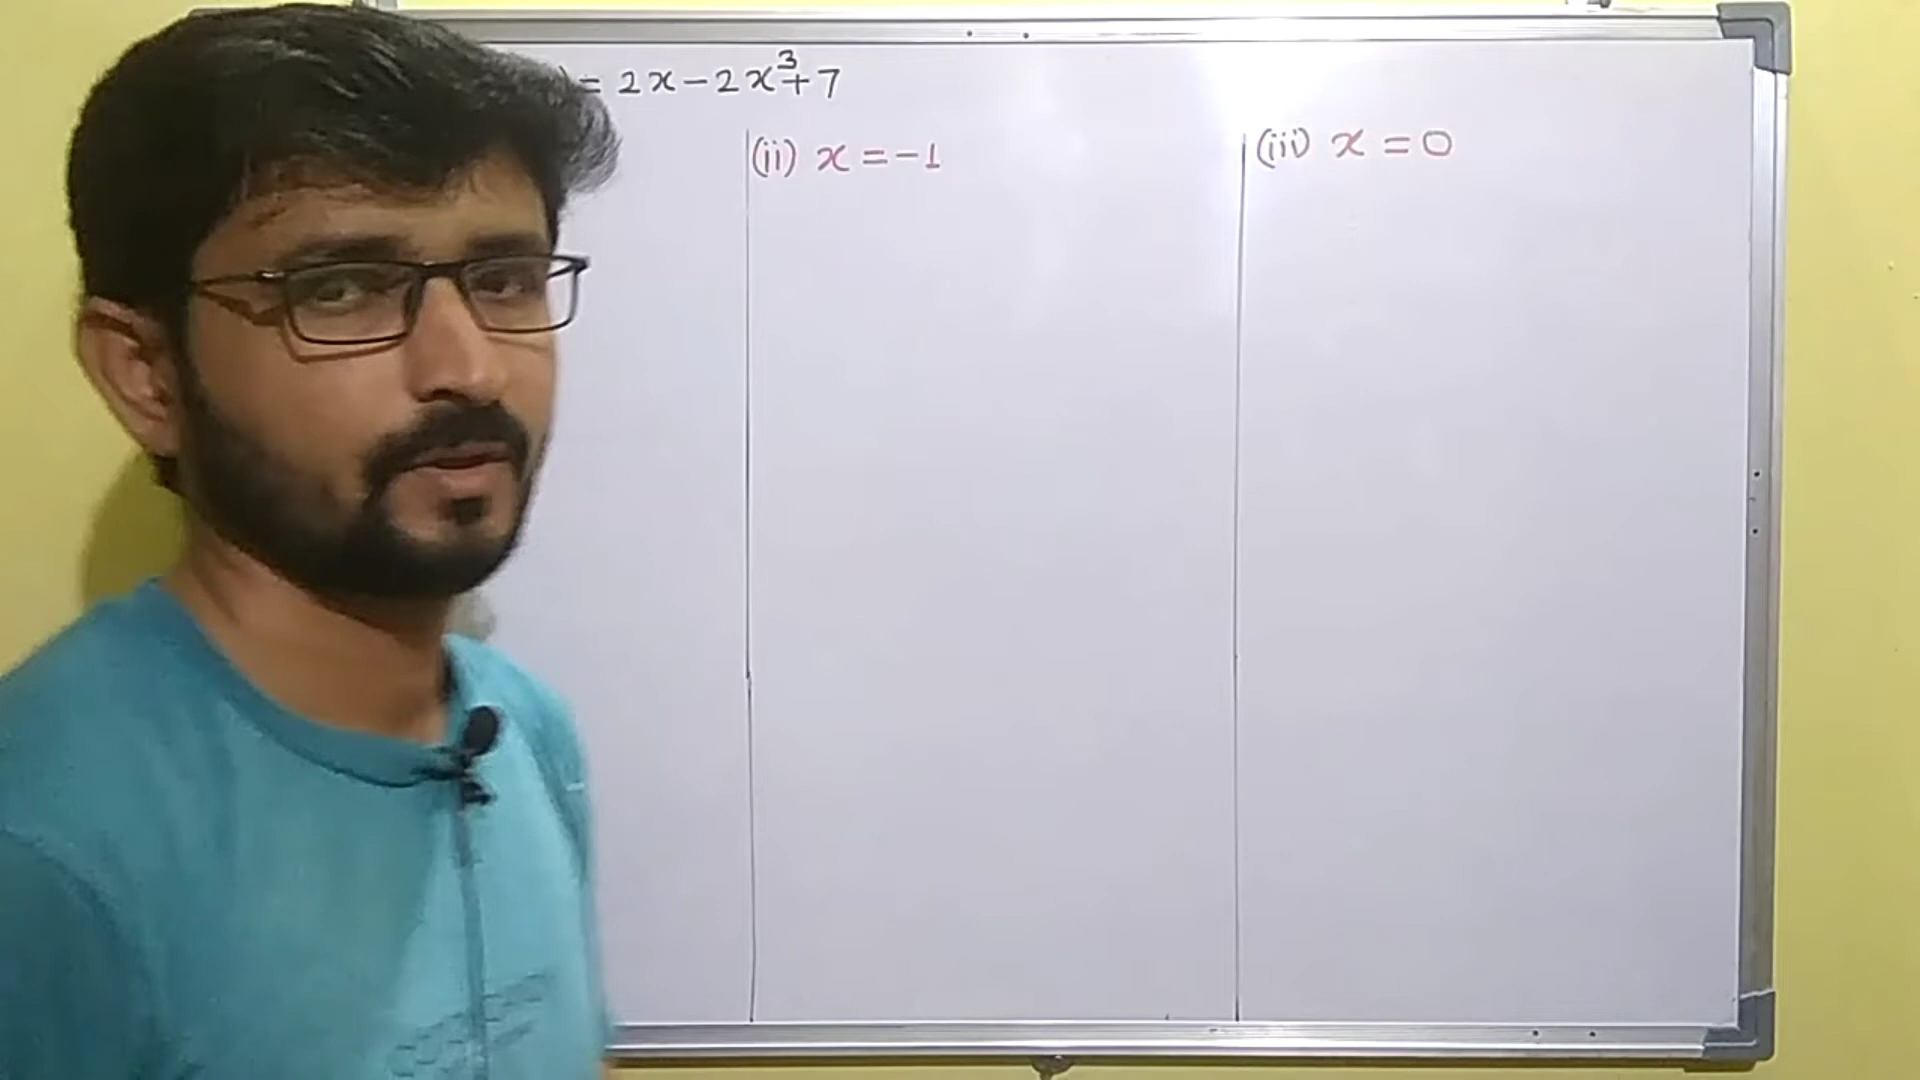 ) = 2x - 2x³ + 7
(ii) x = -1
(iii) x = 0